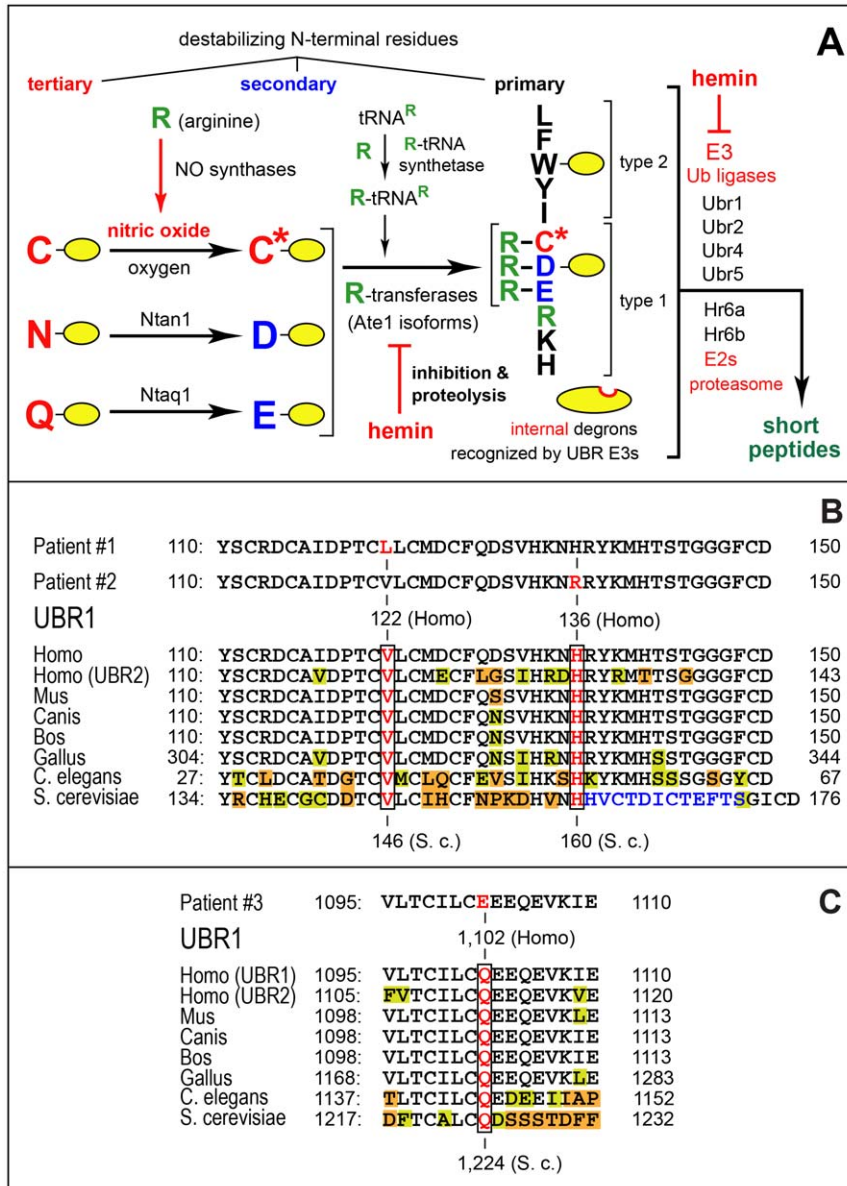 A
destabilizing N-terminal residues
tertiary secondary primary
R (arginine)
NO synthases
nitric oxide
C C*
oxygen
N Ntan1 D
Q Ntaq1 E
tRNAR
R R-tRNA
synthetase
R-tRNAR
R-transferases
(Ate1 isoforms)
inhibition &
proteolysis
hemin
L
F
W
Y
I
type 2
R–C*
R–D
R–E
R
K
H
type 1
internal degrons
recognized by UBR E3s
hemin
E3
Ub ligases
Ubr1
Ubr2
Ubr4
Ubr5
Hr6a
Hr6b
E2s
proteasome
short
peptides
B
Patient #1 110: YSCRDCAIDPTCLLCMDCFQDSVHKNHRYKMHTSTGGGFCD 150
Patient #2 110: YSCRDCAIDPTCVLCMDCFQDSVHKNRRYKMHTSTGGGFCD 150
UBR1 122 (Homo) 136 (Homo)
Homo 110: YSCRDCAIDPTCVLCMDCFQDSVHKNHRYKMHTSTGGGFCD 150
Homo (UBR2) 110: YSCRDCAVDPTCVLCMECFLGSIHRDHRYRMTTSGGGGFCD 143
Mus 110: YSCRDCAIDPTCVLCMDCFQSSVHKNHRYKMHTSTGGGFCD 150
Canis 110: YSCRDCAIDPTCVLCMDCFQNSVHKNHRYKMHTSTGGGFCD 150
Bos 110: YSCRDCAIDPTCVLCMDCFQNSVHKNHRYKMHTSTGGGFCD 150
Gallus 304: YSCRDCAVDPTCVLCMDCFQNSIHRNHRYKMHSSTGGGFCD 344
C. elegans 27: YTCLDCATDGTCVMCLQCFEVSIHKSHKYKMHSSSGSGYCD 67
S. cerevisiae 134: YRCHECGCDDTCVLCIHCFNPKDHVNHHVCTDICTEFTSGICD 176
146 (S. c.) 160 (S. c.)
C
Patient #3 1095: VLTCILCEEEQEVKIE 1110
UBR1 1,102 (Homo)
Homo (UBR1) 1095: VLTCILCQEEQEVKIE 1110
Homo (UBR2) 1105: FVTCILCQEEQEVKVE 1120
Mus 1098: VLTCILCQEEQEVKLE 1113
Canis 1098: VLTCILCQEEQEVKIE 1113
Bos 1098: VLTCILCQEEQEVKIE 1113
Gallus 1168: VLTCILCQEEQEVKLE 1283
C. elegans 1137: TLTCILCQEDEEIIAP 1152
S. cerevisiae 1217: DFTCALCQDSSSTDFF 1232
1,224 (S. c.)